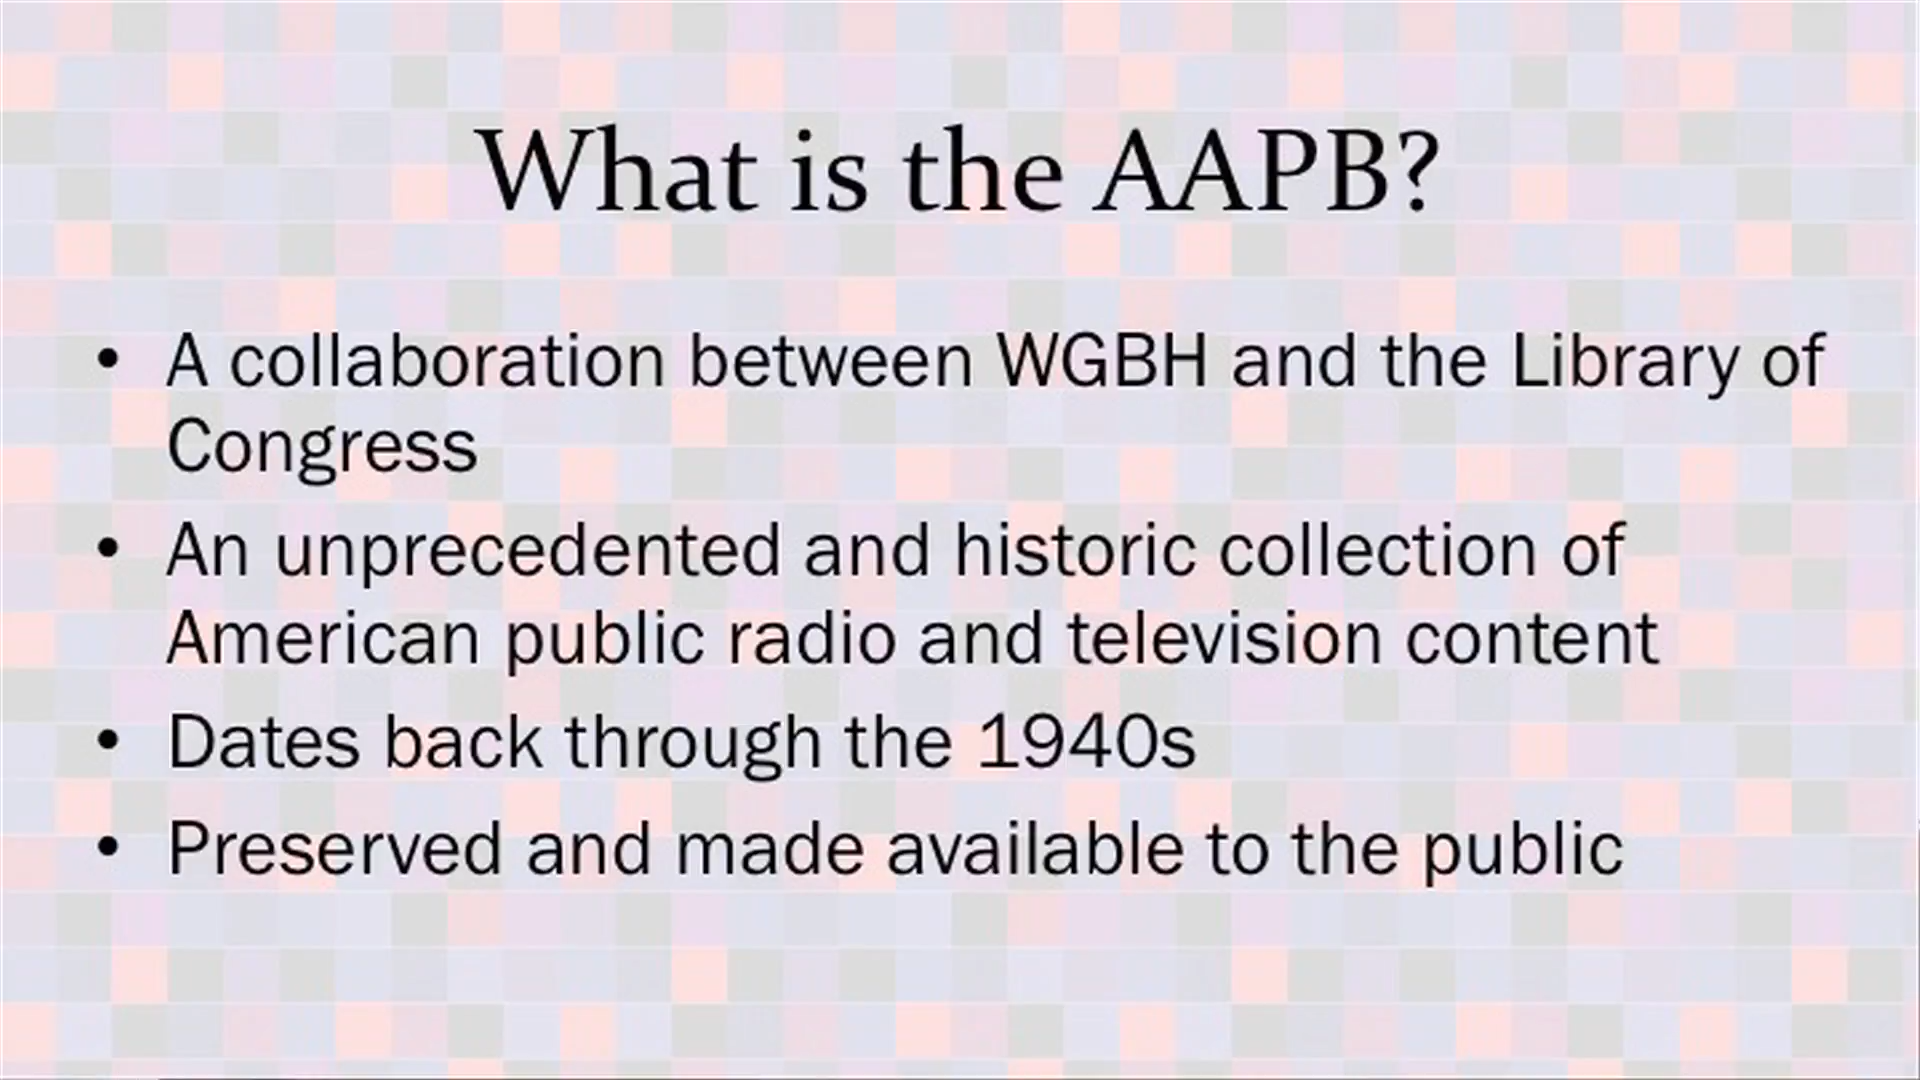 What is the AAPB?
• A collaboration between WGBH and the Library of
Congress
• An unprecedented and historic collection of
American public radio and television content
• Dates back through the 1940s
• Preserved and made available to the public